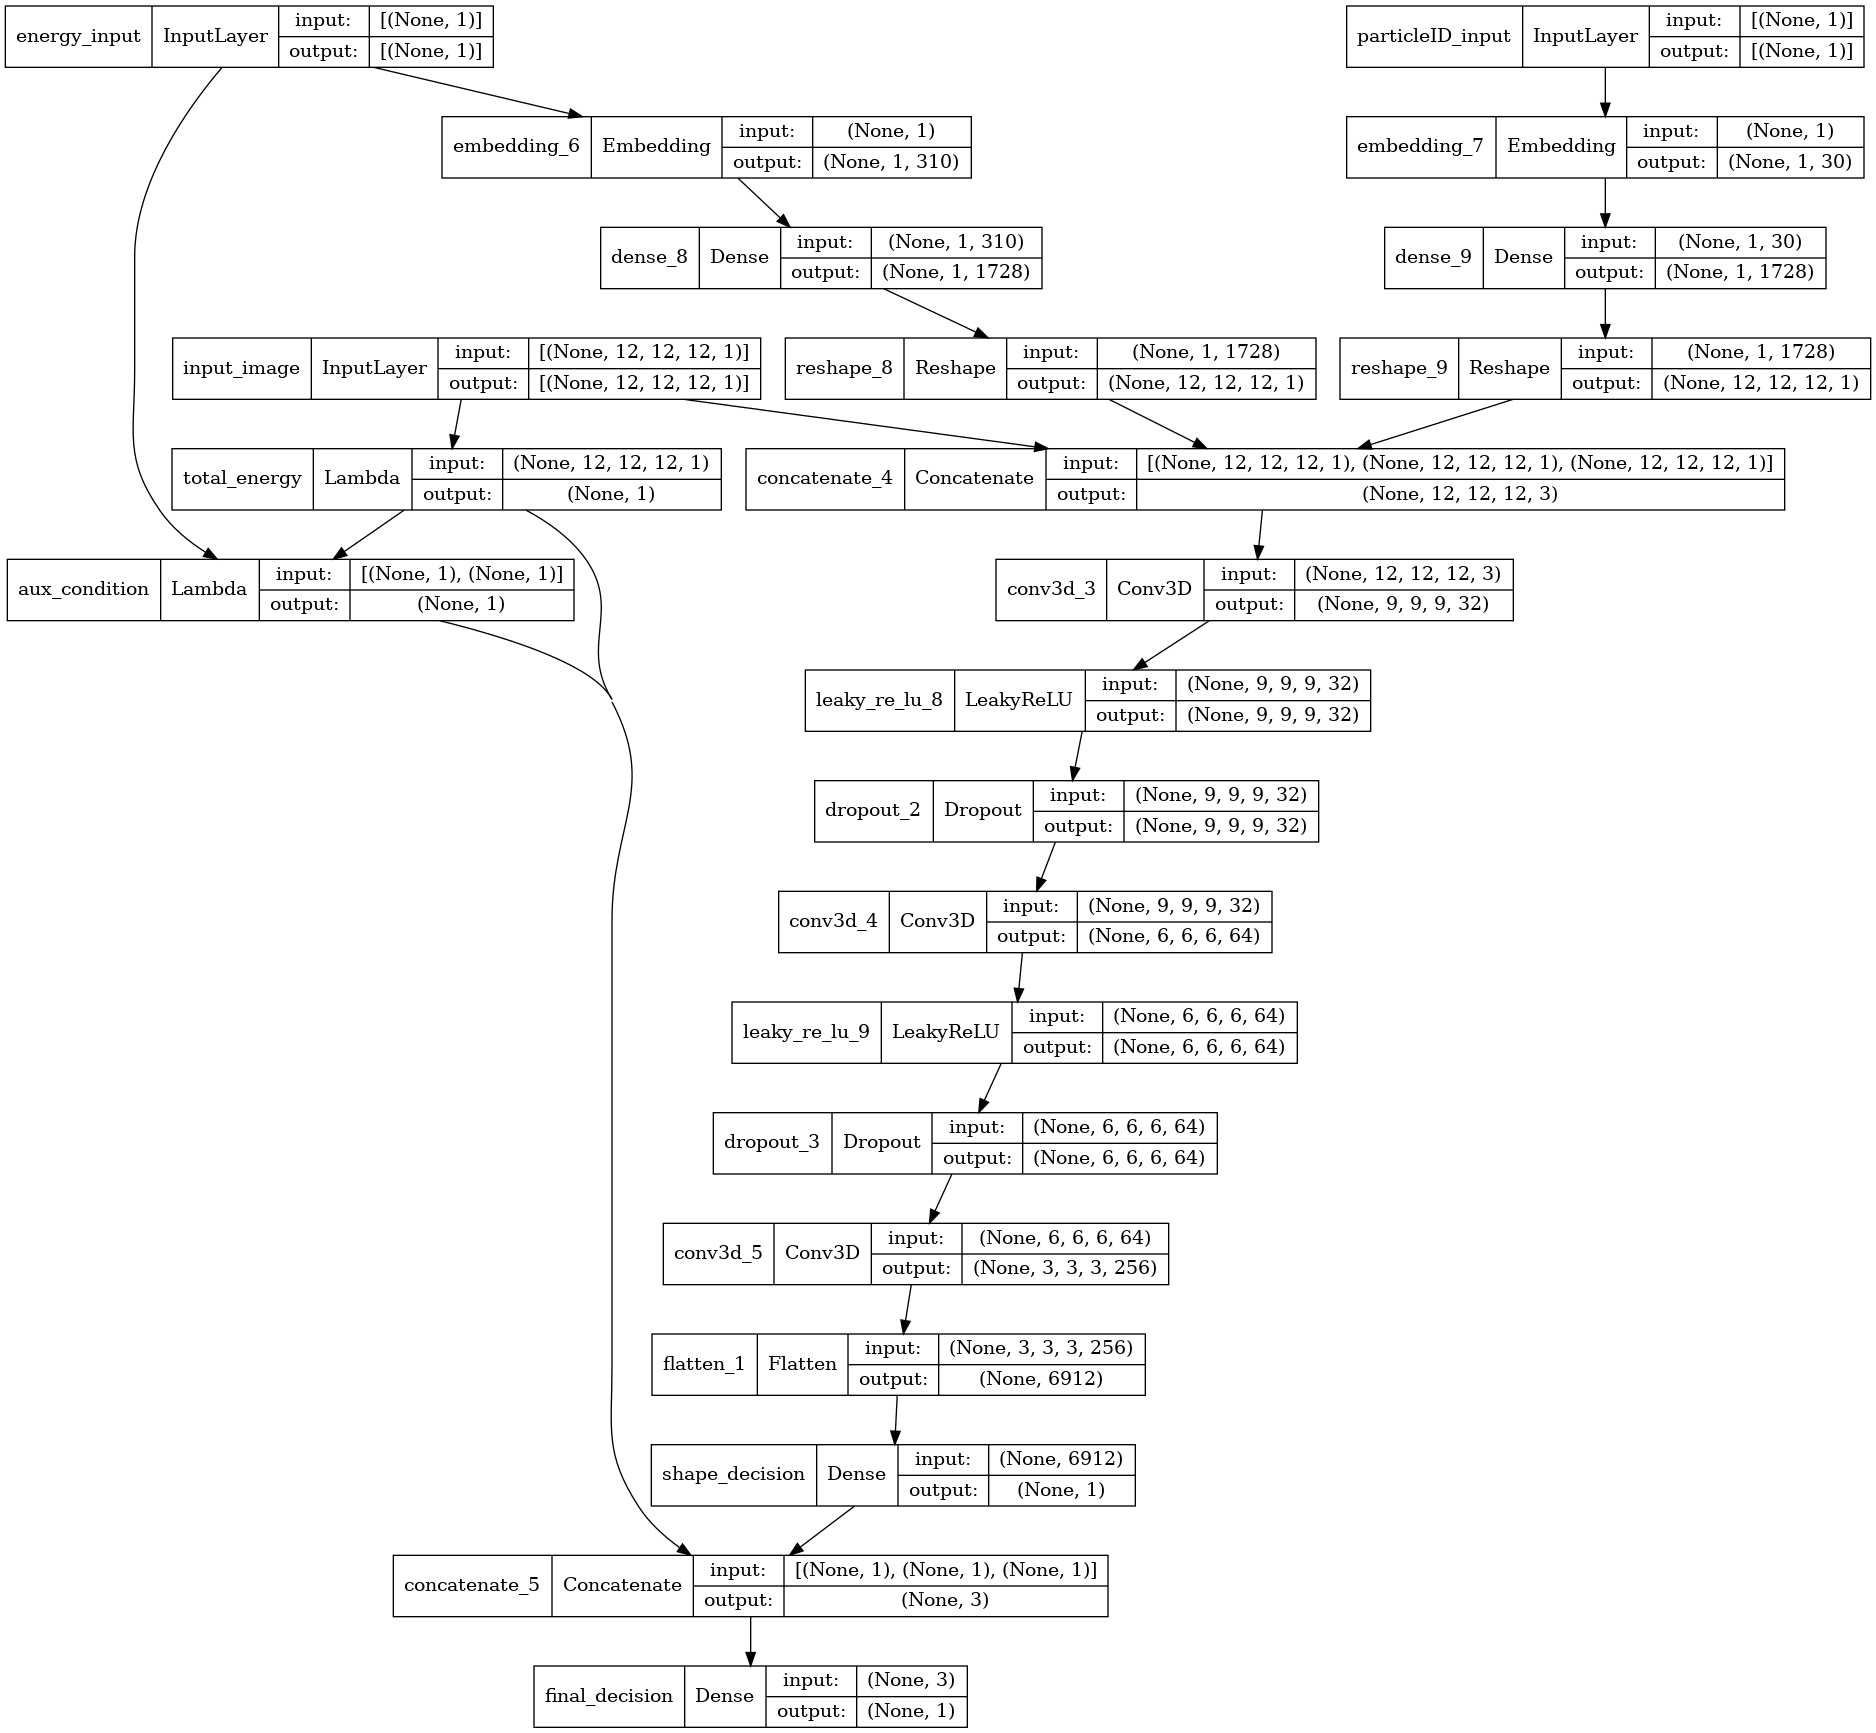 energy_input InputLayer input: [(None, 1)]
output: [(None, 1)]
particleID_input InputLayer input: [(None, 1)]
output: [(None, 1)]
embedding_6 Embedding input: (None, 1)
output: (None, 1, 310)
embedding_7 Embedding input: (None, 1)
output: (None, 1, 30)
dense_8 Dense input: (None, 1, 310)
output: (None, 1, 1728)
dense_9 Dense input: (None, 1, 30)
output: (None, 1, 1728)
input_image InputLayer input: [(None, 12, 12, 12, 1)]
output: [(None, 12, 12, 12, 1)]
reshape_8 Reshape input: (None, 1, 1728)
output: (None, 12, 12, 12, 1)
reshape_9 Reshape input: (None, 1, 1728)
output: (None, 12, 12, 12, 1)
total_energy Lambda input: (None, 12, 12, 12, 1)
output: (None, 1)
concatenate_4 Concatenate input: [(None, 12, 12, 12, 1), (None, 12, 12, 12, 1), (None, 12, 12, 12, 1)]
output: (None, 12, 12, 12, 3)
aux_condition Lambda input: [(None, 1), (None, 1)]
output: (None, 1)
conv3d_3 Conv3D input: (None, 12, 12, 12, 3)
output: (None, 9, 9, 9, 32)
leaky_re_lu_8 LeakyReLU input: (None, 9, 9, 9, 32)
output: (None, 9, 9, 9, 32)
dropout_2 Dropout input: (None, 9, 9, 9, 32)
output: (None, 9, 9, 9, 32)
conv3d_4 Conv3D input: (None, 9, 9, 9, 32)
output: (None, 6, 6, 6, 64)
leaky_re_lu_9 LeakyReLU input: (None, 6, 6, 6, 64)
output: (None, 6, 6, 6, 64)
dropout_3 Dropout input: (None, 6, 6, 6, 64)
output: (None, 6, 6, 6, 64)
conv3d_5 Conv3D input: (None, 6, 6, 6, 64)
output: (None, 3, 3, 3, 256)
flatten_1 Flatten input: (None, 3, 3, 3, 256)
output: (None, 6912)
shape_decision Dense input: (None, 6912)
output: (None, 1)
concatenate_5 Concatenate input: [(None, 1), (None, 1), (None, 1)]
output: (None, 3)
final_decision Dense input: (None, 3)
output: (None, 1)